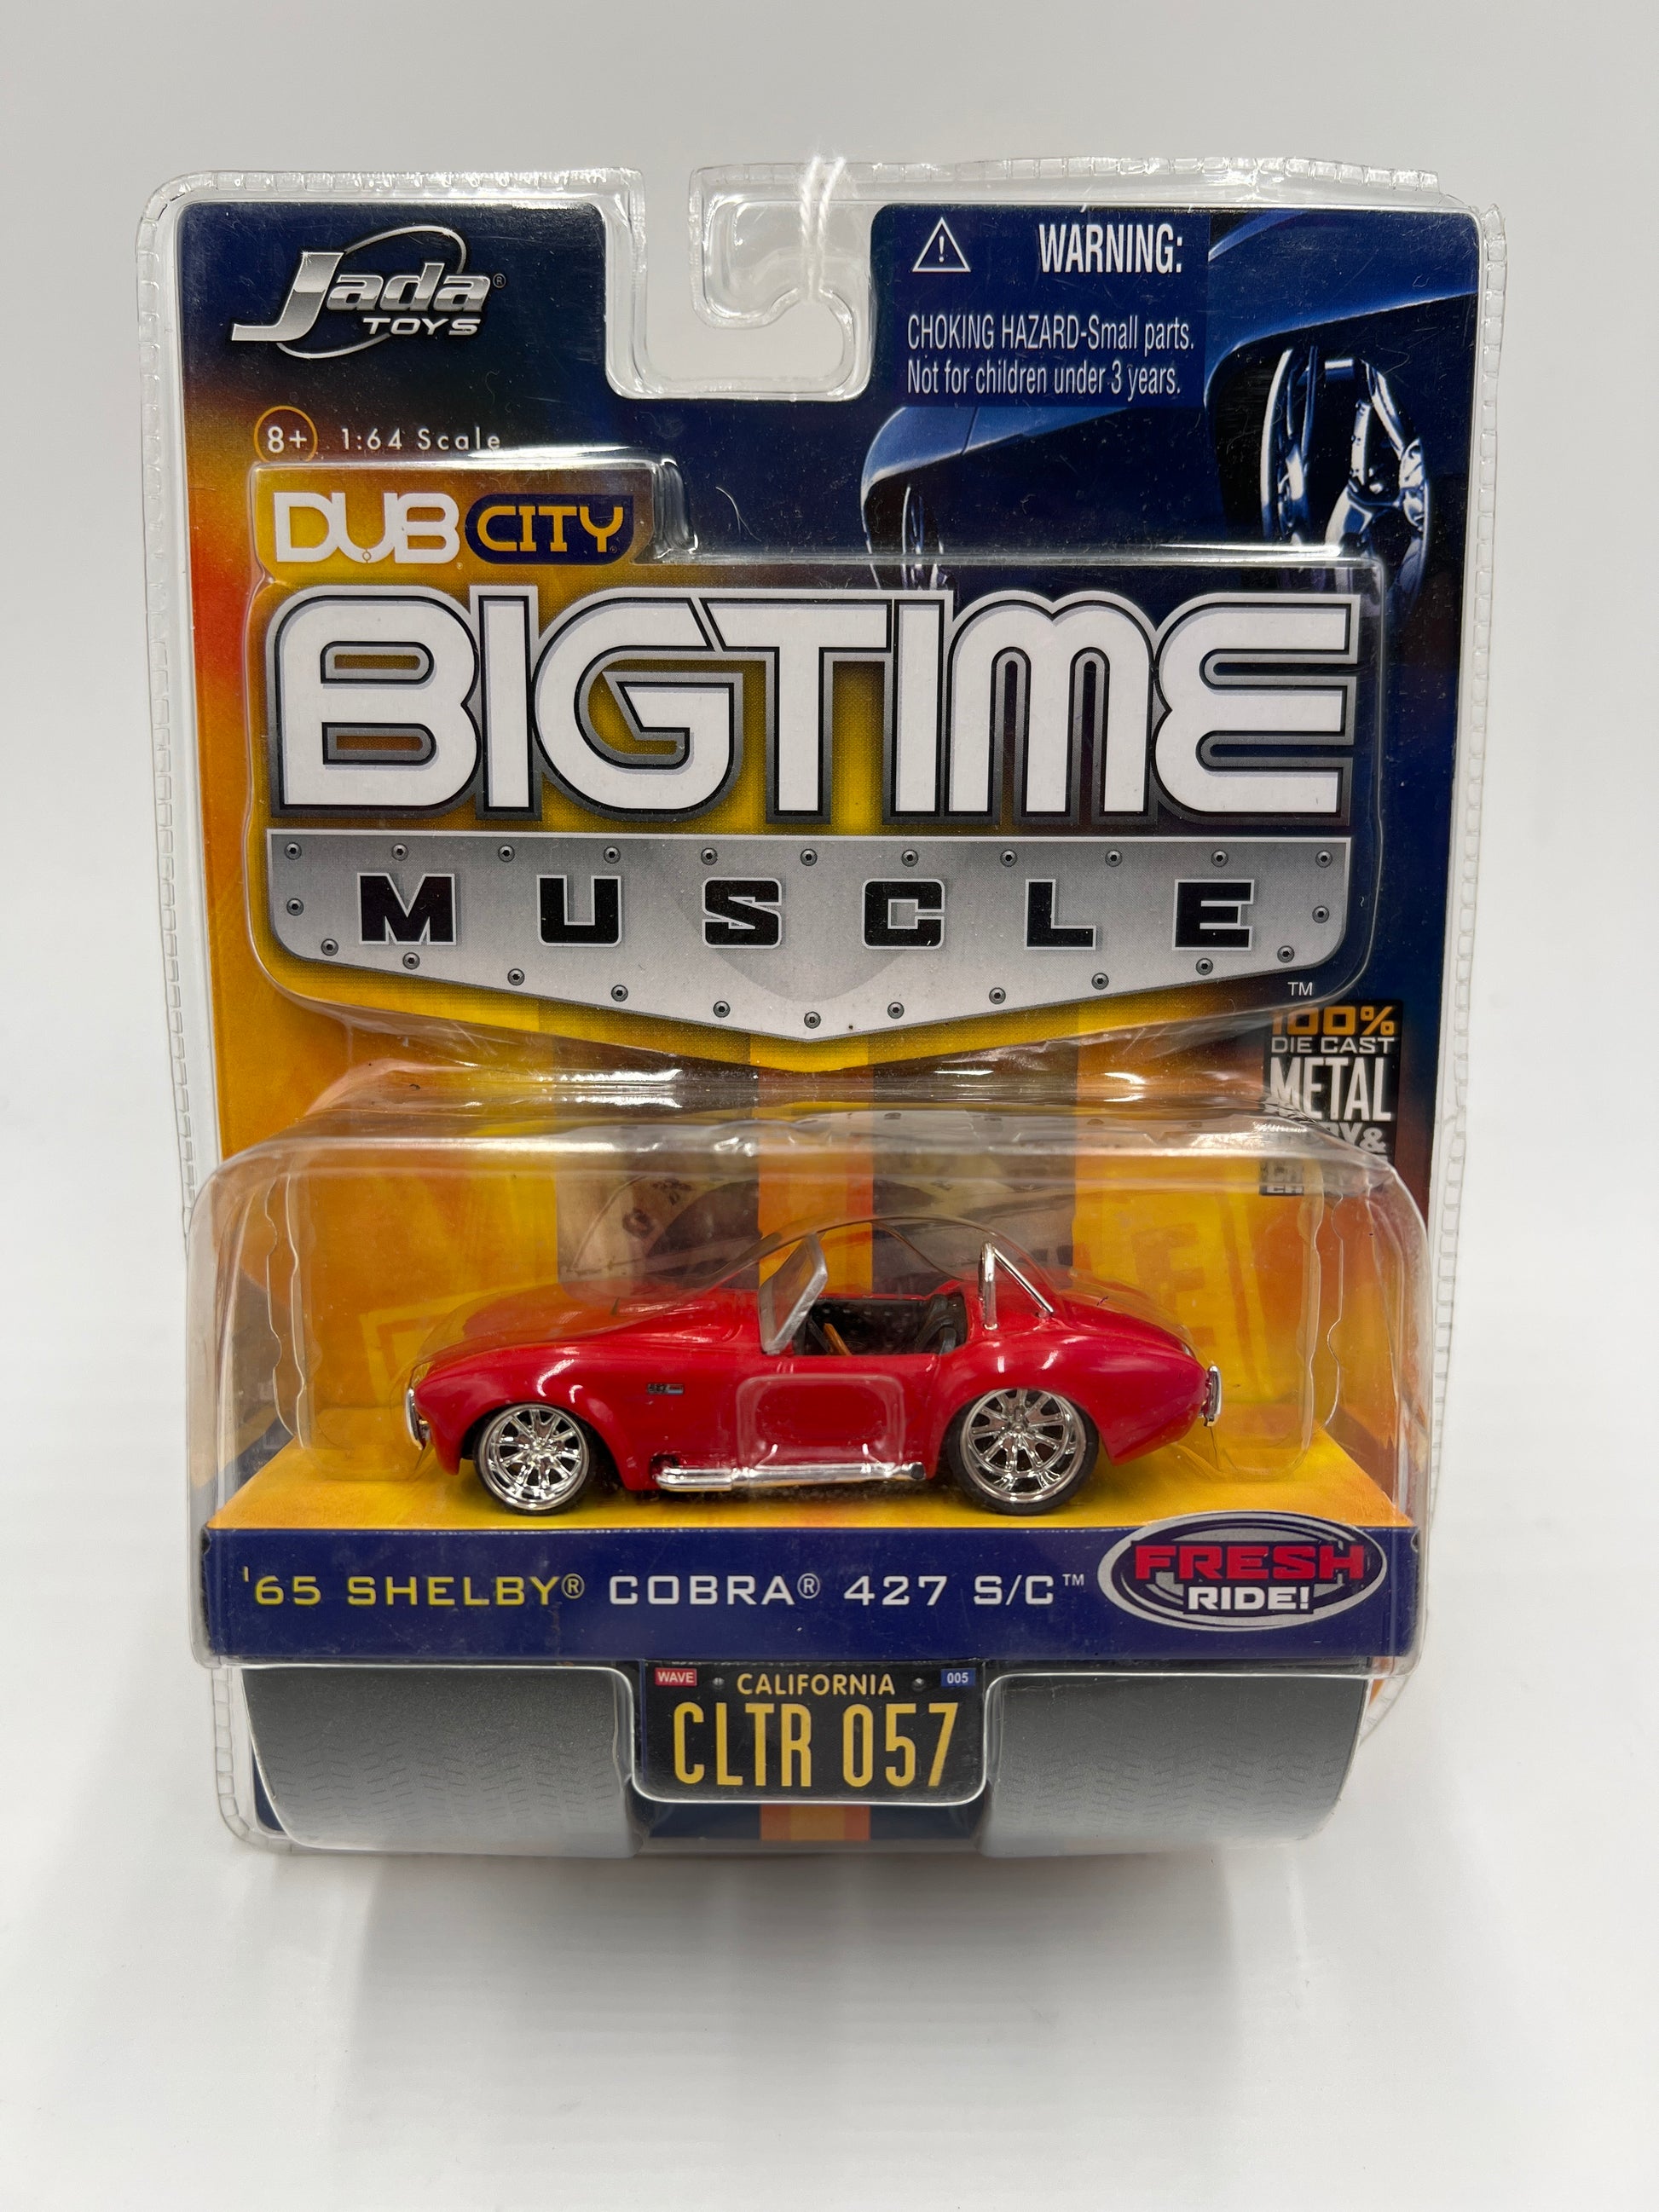 Jada®
TOYS
WARNING:
CHOKING HAZARD-Small parts.
Not for children under 3 years.
8+ 1:64 Scale
DUB CITY
BIGTIME
MUSCLE
TM
100%
DIE CAST
METAL
&
'65 SHELBY® COBRA® 427 S/C™
FRESH
RIDE!
WAVE CALIFORNIA 005
CLTR 057